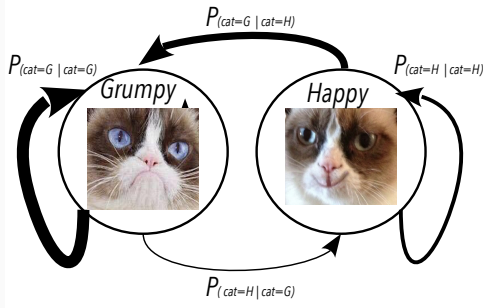 P(cat=G | cat=H)
P(cat=G | cat=G)
P(cat=H | cat=H)
Grumpy
Happy
P( cat=H | cat=G)